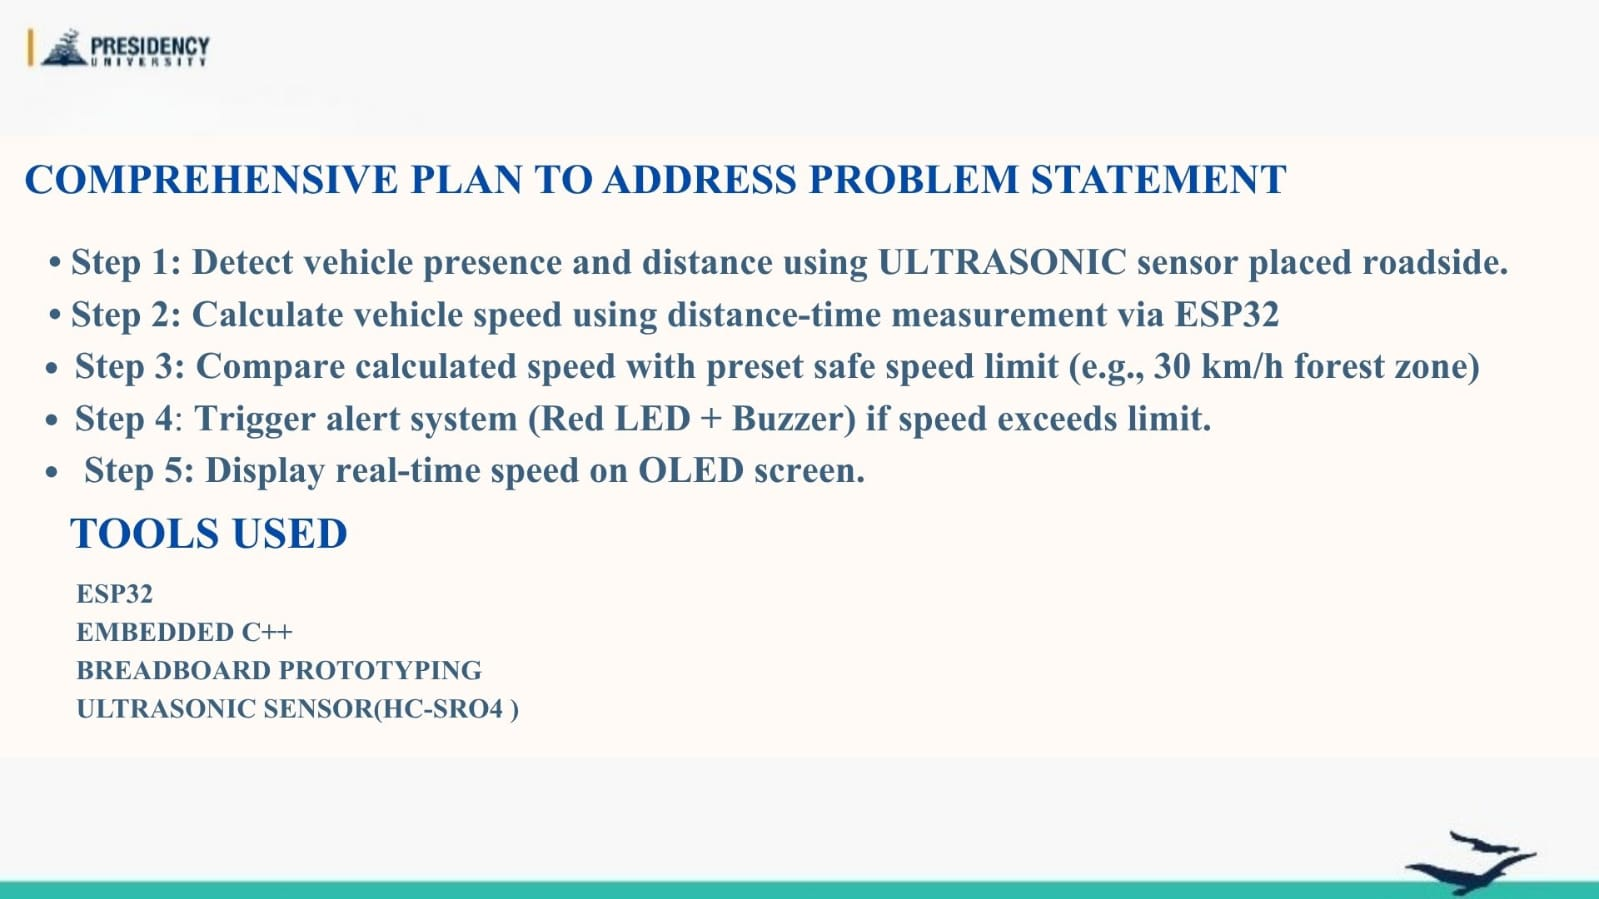 PRESIDENCY
UNIVERSITY
COMPREHENSIVE PLAN TO ADDRESS PROBLEM STATEMENT
• Step 1: Detect vehicle presence and distance using ULTRASONIC sensor placed roadside.
• Step 2: Calculate vehicle speed using distance-time measurement via ESP32
• Step 3: Compare calculated speed with preset safe speed limit (e.g., 30 km/h forest zone)
• Step 4: Trigger alert system (Red LED + Buzzer) if speed exceeds limit.
• Step 5: Display real-time speed on OLED screen.
TOOLS USED
ESP32
EMBEDDED C++
BREADBOARD PROTOTYPING
ULTRASONIC SENSOR(HC-SRO4 )